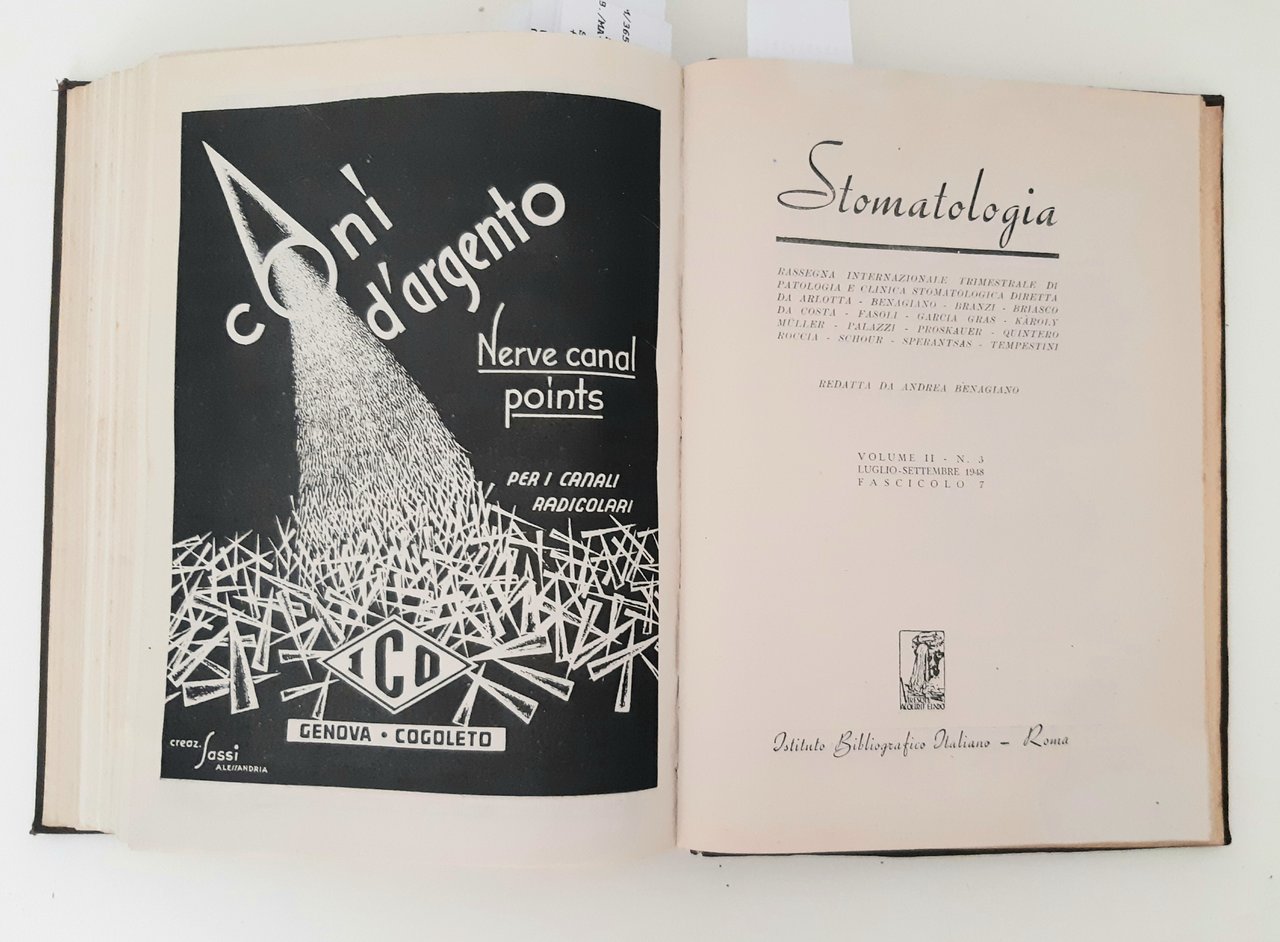 coni
d'argento
Nerve canal
points
PER I CANALI
RADICOLARI
ICO
GENOVA • COGOLETO
creaz. Sassi
ALESSANDRIA
Stomatologia
RASSEGNA INTERNAZIONALE TRIMESTRALE DI
PATOLOGIA E CLINICA STOMATOLOGICA DIRETTA
DA ARLOTTA - BENAGIANO - BRANZI - BRIASCO
DA COSTA - FASOLI - GARCIA GRAS - KÀROLY
MÜLLER - PALAZZI - PROSKAUER - QUINTERO
ROCCIA - SCHOUR - SPERANTSAS - TEMPESTINI
REDATTA DA ANDREA BENAGIANO
VOLUME II - N. 3
LUGLIO-SETTEMBRE 1948
FASCICOLO 7
ACQUIRIT EUNDO
Istituto Bibliografico Italiano - Roma